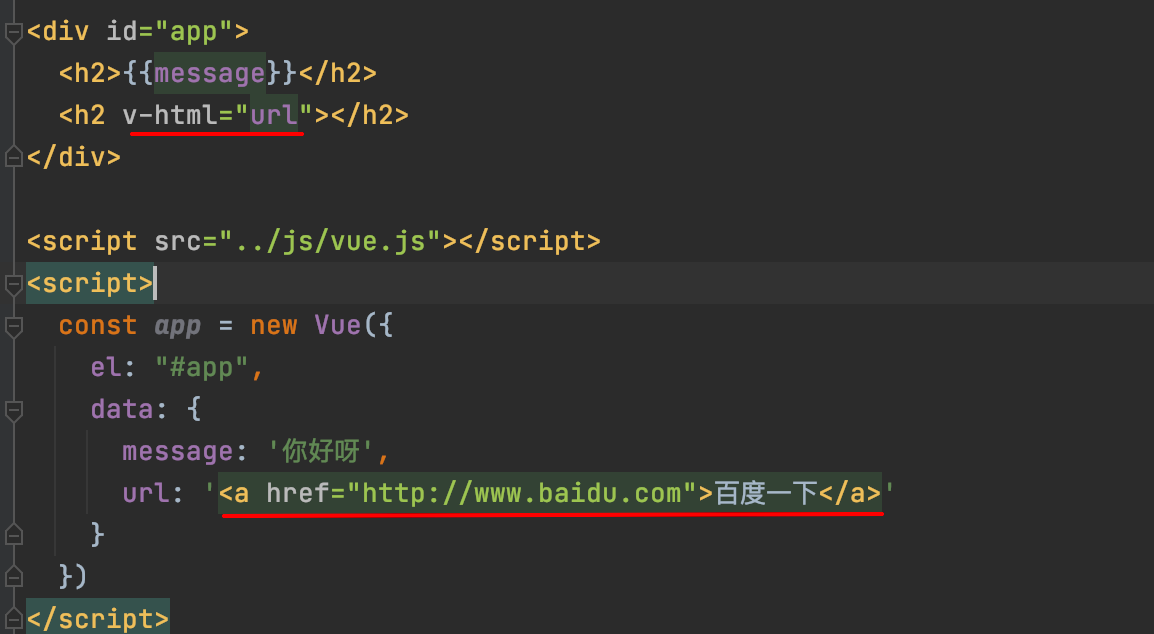 <div id="app">
  <h2>{{message}}</h2>
  <h2 v-html="url"></h2>
</div>

<script src="../js/vue.js"></script>
<script>
  const app = new Vue({
    el: "#app",
    data: {
      message: '你好呀',
      url: '<a href="http://www.baidu.com">百度一下</a>'
    }
  })
</script>